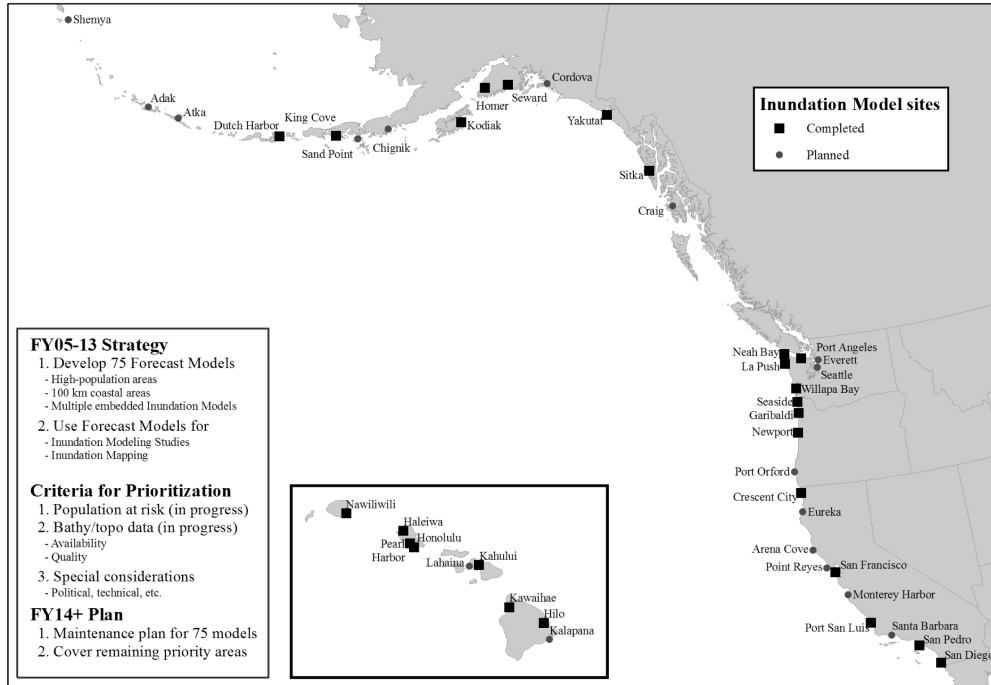 Shemya
Adak
Atka
Dutch Harbor
King Cove
Sand Point
Chignik
Kodiak
Homer
Seward
Cordova
Yakutat
Sitka
Craig
Inundation Model sites
Completed
Planned
Neah Bay
La Push
Port Angeles
Everett
Seattle
Willapa Bay
Seaside
Garibaldi
Newport
Port Orford
Crescent City
Eureka
Arena Cove
Point Reyes
San Francisco
Monterey Harbor
Port San Luis
Santa Barbara
San Pedro
San Diego
FY05-13 Strategy
1. Develop 75 Forecast Models
- High-population areas
- 100 km coastal areas
- Multiple embedded Inundation Models
2. Use Forecast Models for
- Inundation Modeling Studies
- Inundation Mapping
Criteria for Prioritization
1. Population at risk (in progress)
2. Bathy/topo data (in progress)
- Availability
- Quality
3. Special considerations
- Political, technical, etc.
FY14+ Plan
1. Maintenance plan for 75 models
2. Cover remaining priority areas
Nawiliwili
Haleiwa
Pearl
Harbor
Honolulu
Lahaina
Kahului
Kawaihae
Hilo
Kalapana